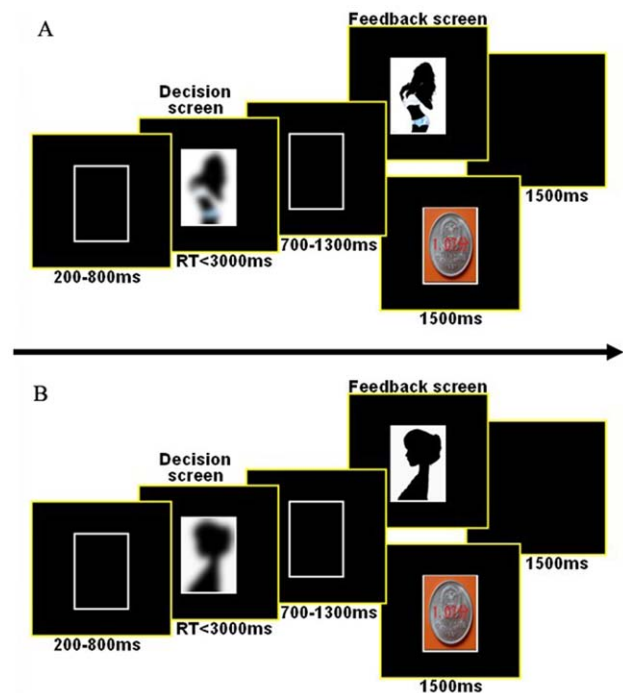 A
Feedback screen
Decision
screen
1500ms
200-800ms
RT<3000ms
700-1300ms
1500ms
B
Feedback screen
Decision
screen
1500ms
200-800ms
RT<3000ms
700-1300ms
1500ms